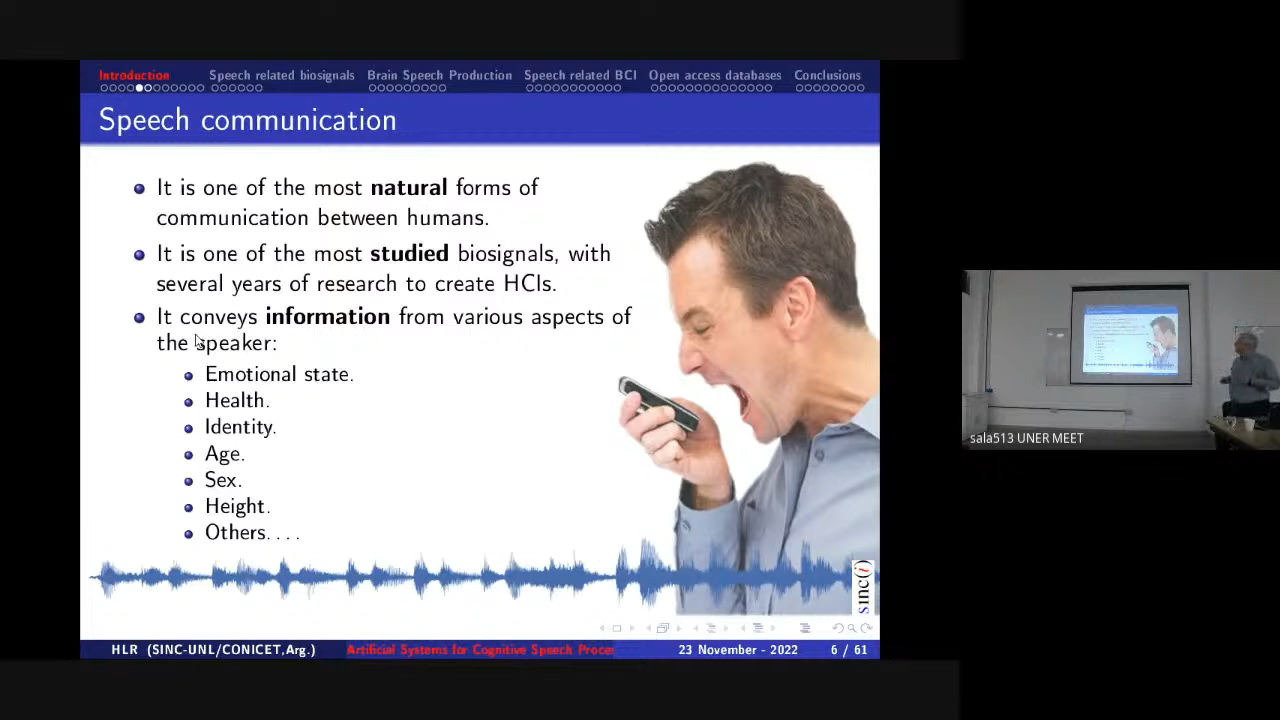 Introduction Speech related biosignals Brain Speech Production Speech related BCI Open access databases Conclusions
Speech communication
It is one of the most natural forms of
communication between humans.
It is one of the most studied biosignals, with
several years of research to create HCIs.
It conveys information from various aspects of
the speaker:
Emotional state.
Health.
Identity.
Age.
Sex.
Height.
Others. . . .
sinc(i)
HLR (SINC-UNL/CONICET,Arg.) Artificial Systems for Cognitive Speech Proce 23 November - 2022 6 / 61
sala513 UNER MEET